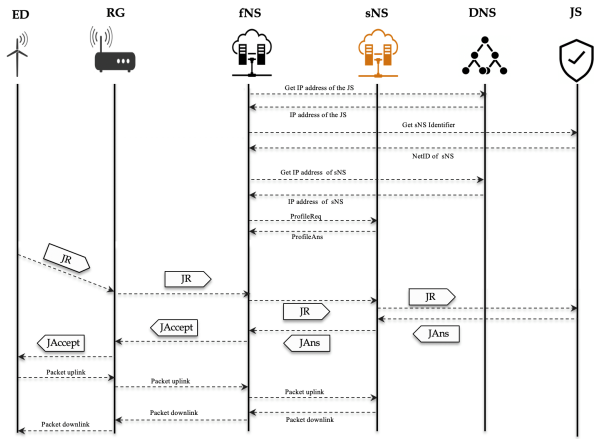 ED RG fNS sNS DNS JS
Get IP address of the JS
IP address of the JS
Get sNS Identifier
NetID of sNS
Get IP address of sNS
IP address of sNS
ProfileReq
ProfileAns
JR
JR
JR
JR
JAns
JAns
JAccept
JAccept
Packet uplink
Packet uplink
Packet uplink
Packet downlink
Packet downlink
Packet downlink